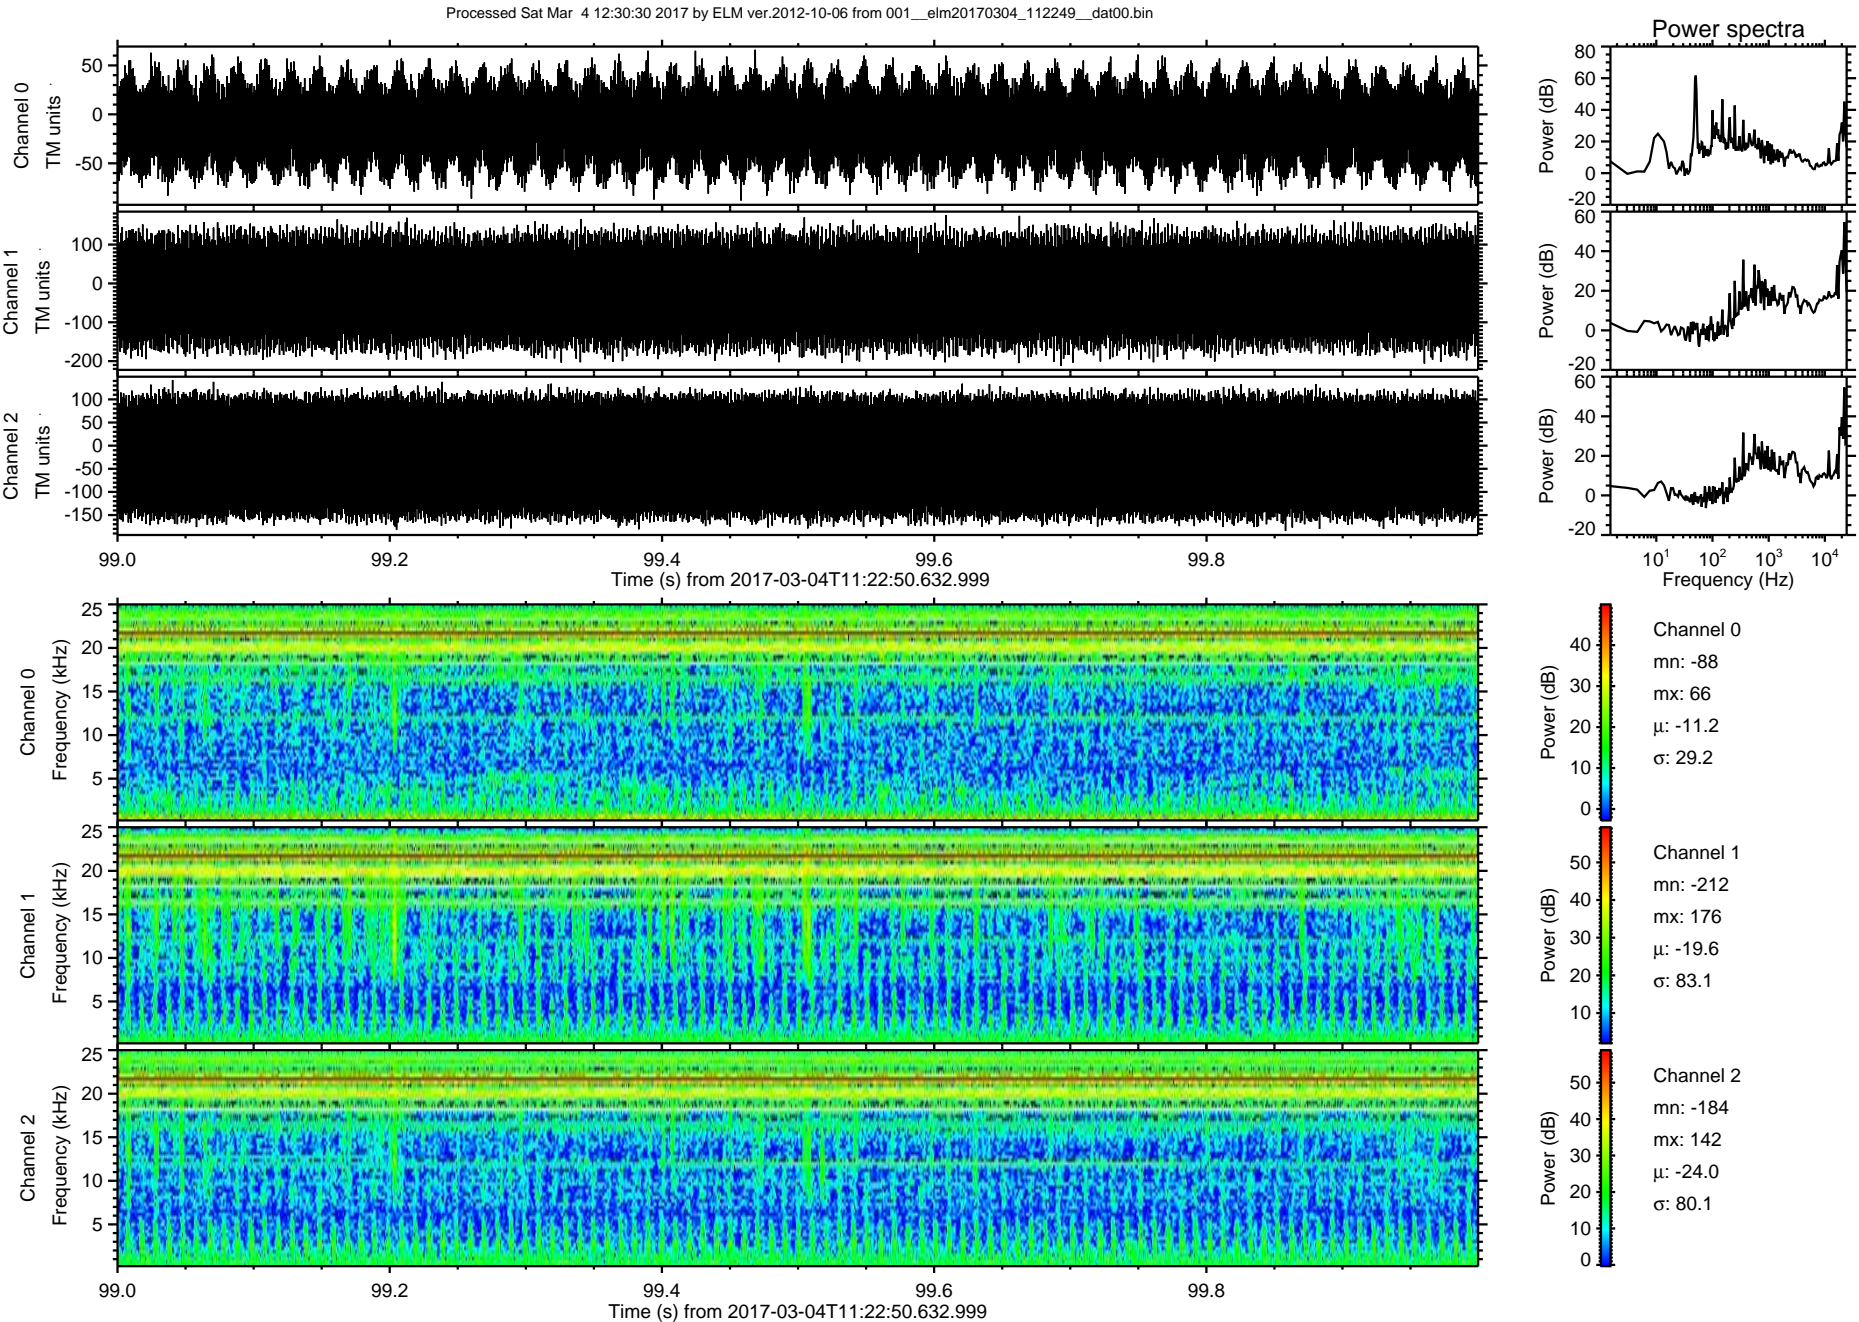 Processed Sat Mar 4 12:30:30 2017 by ELM ver.2012-10-06 from 001__elm20170304_112249__dat00.bin
Power spectra
Channel 0
TM units
50
0
-50
Power (dB)
80
60
40
20
0
-20
Channel 1
TM units
100
0
-100
-200
Power (dB)
60
40
20
0
-20
Channel 2
TM units
100
50
0
-50
-100
-150
Power (dB)
60
40
20
0
-20
99.0 99.2 99.4 99.6 99.8
Time (s) from 2017-03-04T11:22:50.632.999
10^1 10^2 10^3 10^4
Frequency (Hz)
Channel 0
Frequency (kHz)
25
20
15
10
5
Power (dB)
40
30
20
10
0
Channel 0
mn: -88
mx: 66
μ: -11.2
σ: 29.2
Channel 1
Frequency (kHz)
25
20
15
10
5
Power (dB)
50
40
30
20
10
Channel 1
mn: -212
mx: 176
μ: -19.6
σ: 83.1
Channel 2
Frequency (kHz)
25
20
15
10
5
Power (dB)
50
40
30
20
10
0
Channel 2
mn: -184
mx: 142
μ: -24.0
σ: 80.1
99.0 99.2 99.4 99.6 99.8
Time (s) from 2017-03-04T11:22:50.632.999